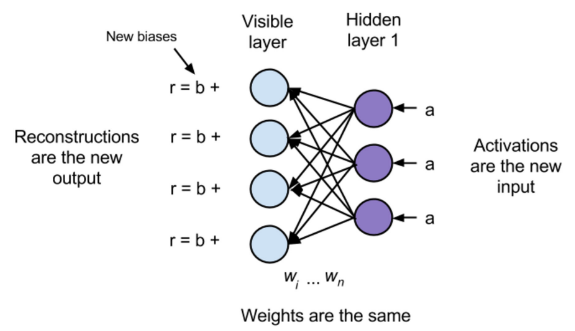 Visible
layer
Hidden
layer 1
New biases
r = b +
r = b +
r = b +
r = b +
Reconstructions
are the new
output
a
a
a
Activations
are the new
input
wi ... wn
Weights are the same